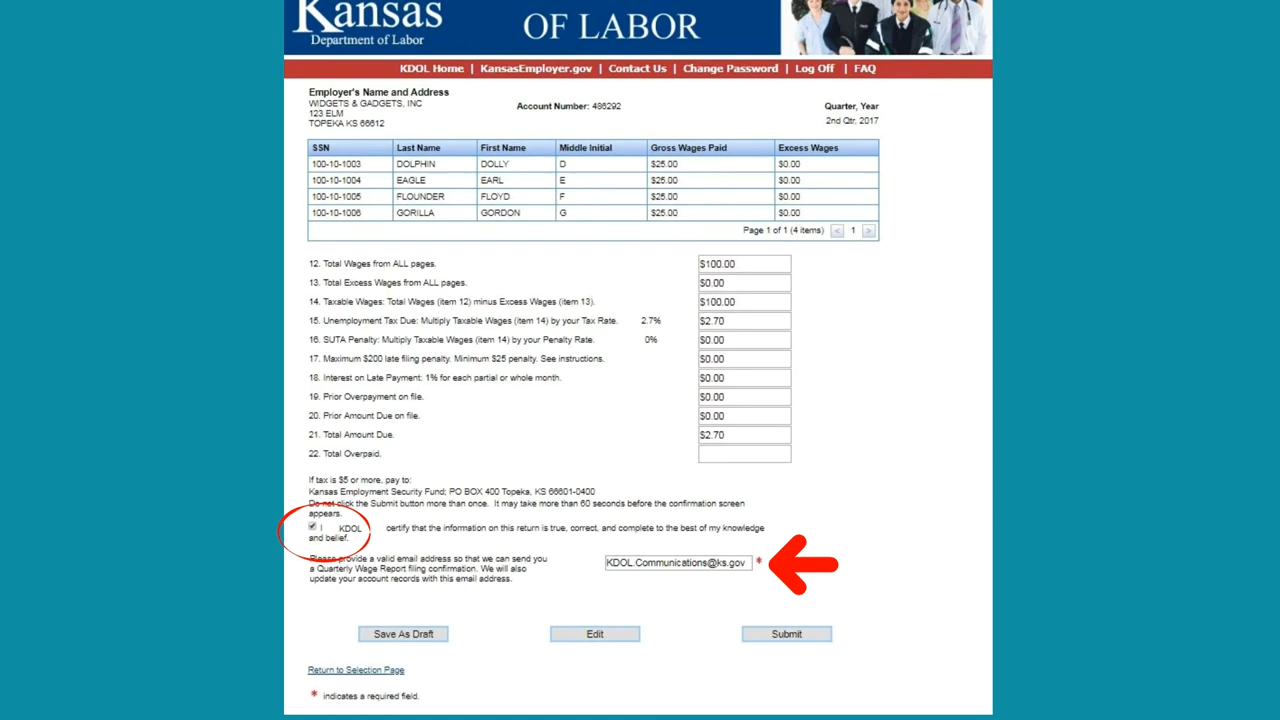 Kansas
Department of Labor
OF LABOR
KDOL Home | KansasEmployer.gov | Contact Us | Change Password | Log Off | FAQ
Employer's Name and Address
WIDGETS & GADGETS, INC
123 ELM
TOPEKA KS 66612
Account Number: 486292
Quarter, Year
2nd Qtr, 2017
SSN Last Name First Name Middle Initial Gross Wages Paid Excess Wages
100-10-1003 DOLPHIN DOLLY D $25.00 $0.00
100-10-1004 EAGLE EARL E $25.00 $0.00
100-10-1005 FLOUNDER FLOYD F $25.00 $0.00
100-10-1006 GORILLA GORDON G $25.00 $0.00
Page 1 of 1 (4 items) < 1 >
12. Total Wages from ALL pages. $100.00
13. Total Excess Wages from ALL pages. $0.00
14. Taxable Wages: Total Wages (item 12) minus Excess Wages (item 13). $100.00
15. Unemployment Tax Due: Multiply Taxable Wages (item 14) by your Tax Rate. 2.7% $2.70
16. SUTA Penalty: Multiply Taxable Wages (item 14) by your Penalty Rate. 0% $0.00
17. Maximum $200 late filing penalty. Minimum $25 penalty. See instructions. $0.00
18. Interest on Late Payment: 1% for each partial or whole month. $0.00
19. Prior Overpayment on file. $0.00
20. Prior Amount Due on file. $0.00
21. Total Amount Due. $2.70
22. Total Overpaid.
If tax is $5 or more, pay to:
Kansas Employment Security Fund; PO BOX 400 Topeka, KS 66601-0400
Do not click the Submit button more than once. It may take more than 60 seconds before the confirmation screen
appears.
I KDOL certify that the information on this return is true, correct, and complete to the best of my knowledge
and belief.
Please provide a valid email address so that we can send you
a Quarterly Wage Report filing confirmation. We will also
update your account records with this email address.
KDOL.Communications@ks.gov *
Save As Draft Edit Submit
Return to Selection Page
* indicates a required field.